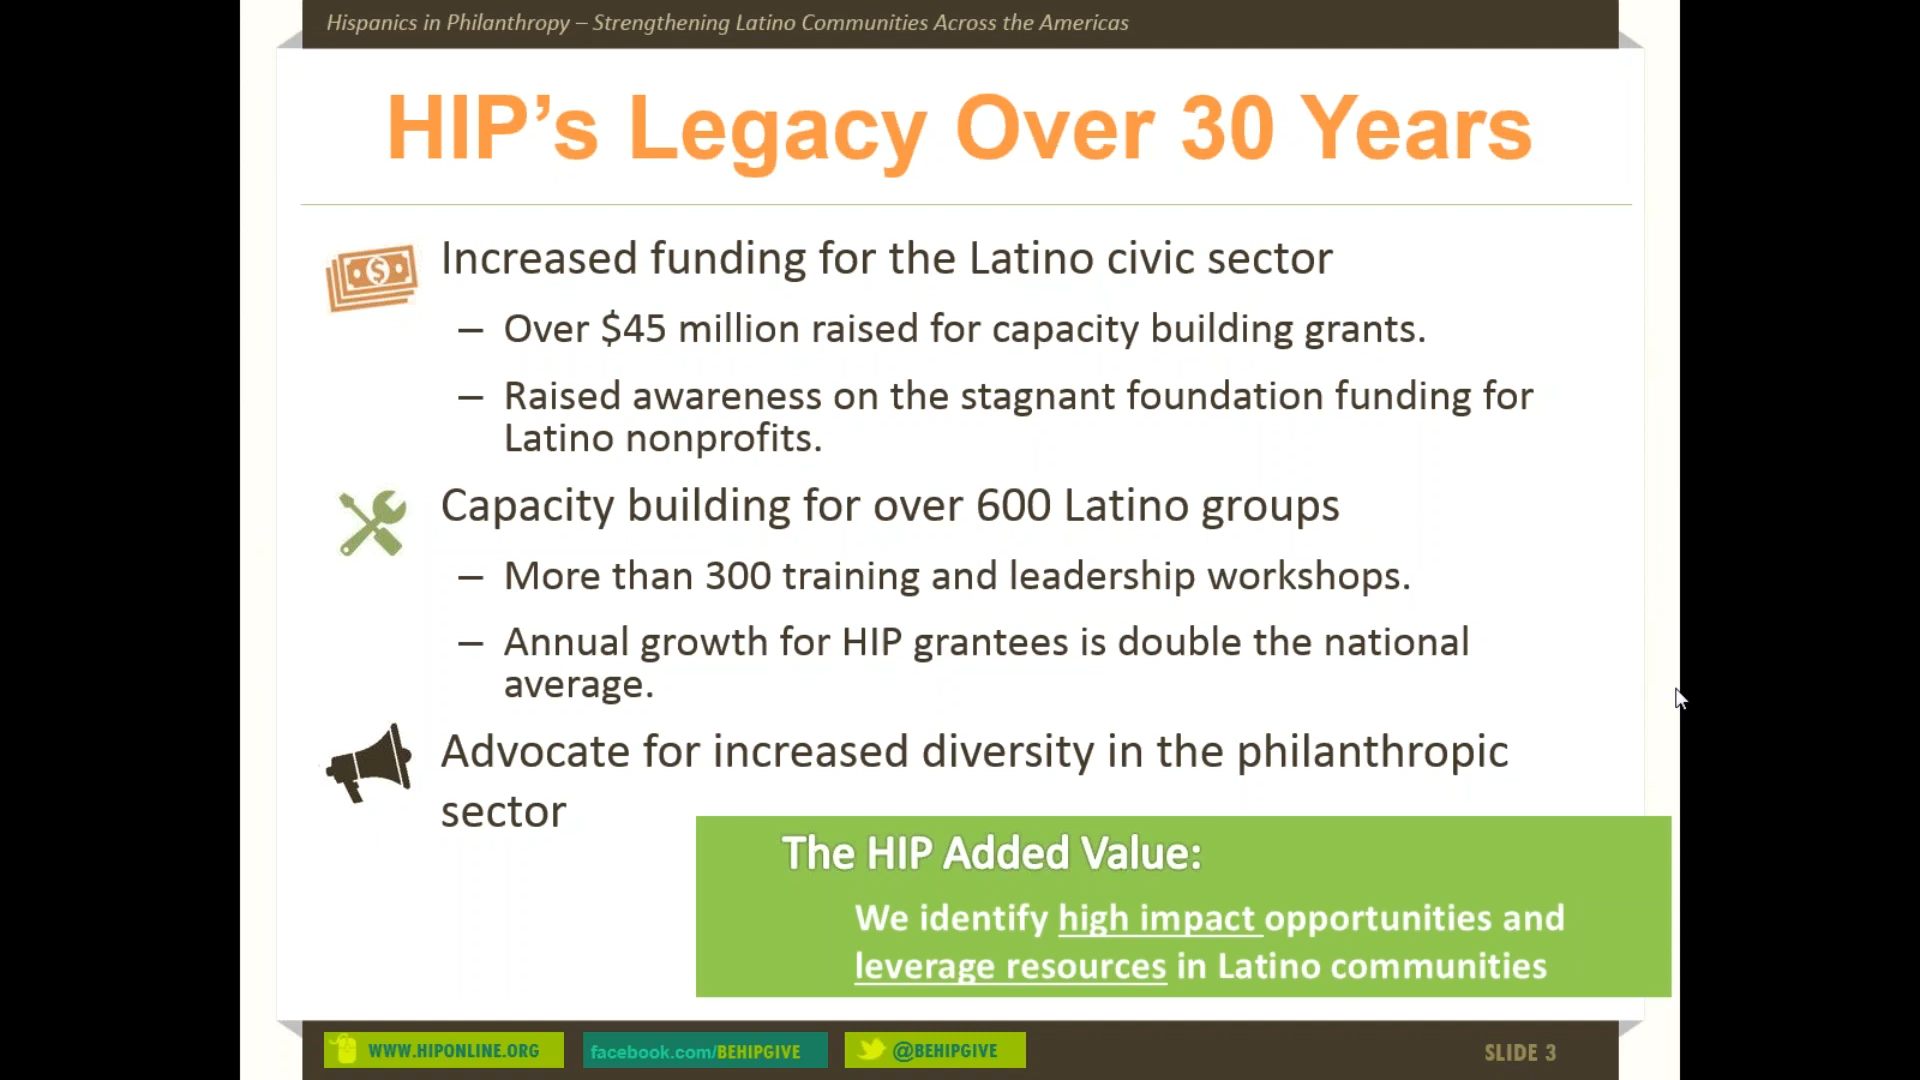 Hispanics in Philanthropy – Strengthening Latino Communities Across the Americas
HIP’s Legacy Over 30 Years
Increased funding for the Latino civic sector
– Over $45 million raised for capacity building grants.
– Raised awareness on the stagnant foundation funding for
Latino nonprofits.
Capacity building for over 600 Latino groups
– More than 300 training and leadership workshops.
– Annual growth for HIP grantees is double the national
average.
Advocate for increased diversity in the philanthropic
sector
The HIP Added Value:
We identify high impact opportunities and
leverage resources in Latino communities
WWW.HIPONLINE.ORG
facebook.com/BEHIPGIVE
@BEHIPGIVE
SLIDE 3